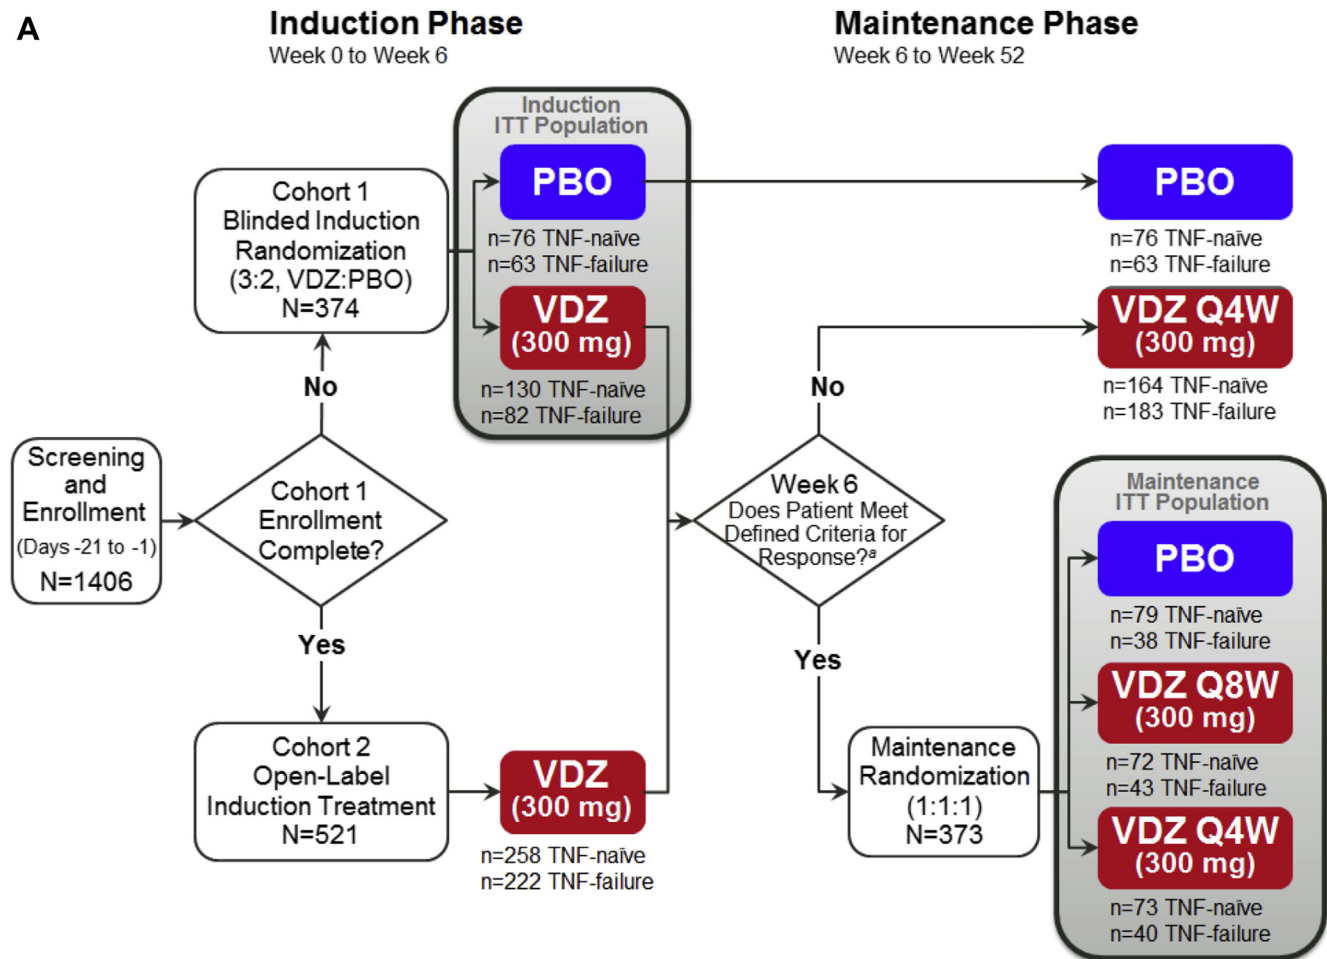 A
Induction Phase
Week 0 to Week 6
Maintenance Phase
Week 6 to Week 52
Induction
ITT Population
Cohort 1
Blinded Induction
Randomization
(3:2, VDZ:PBO)
N=374
PBO
n=76 TNF-naïve
n=63 TNF-failure
VDZ
(300 mg)
n=130 TNF-naïve
n=82 TNF-failure
PBO
n=76 TNF-naïve
n=63 TNF-failure
VDZ Q4W
(300 mg)
n=164 TNF-naïve
n=183 TNF-failure
No
No
Screening
and
Enrollment
(Days -21 to -1)
N=1406
Cohort 1
Enrollment
Complete?
Week 6
Does Patient Meet
Defined Criteria for
Response?ᵃ
Yes
Yes
Cohort 2
Open-Label
Induction Treatment
N=521
VDZ
(300 mg)
n=258 TNF-naïve
n=222 TNF-failure
Maintenance
Randomization
(1:1:1)
N=373
Maintenance
ITT Population
PBO
n=79 TNF-naïve
n=38 TNF-failure
VDZ Q8W
(300 mg)
n=72 TNF-naïve
n=43 TNF-failure
VDZ Q4W
(300 mg)
n=73 TNF-naïve
n=40 TNF-failure